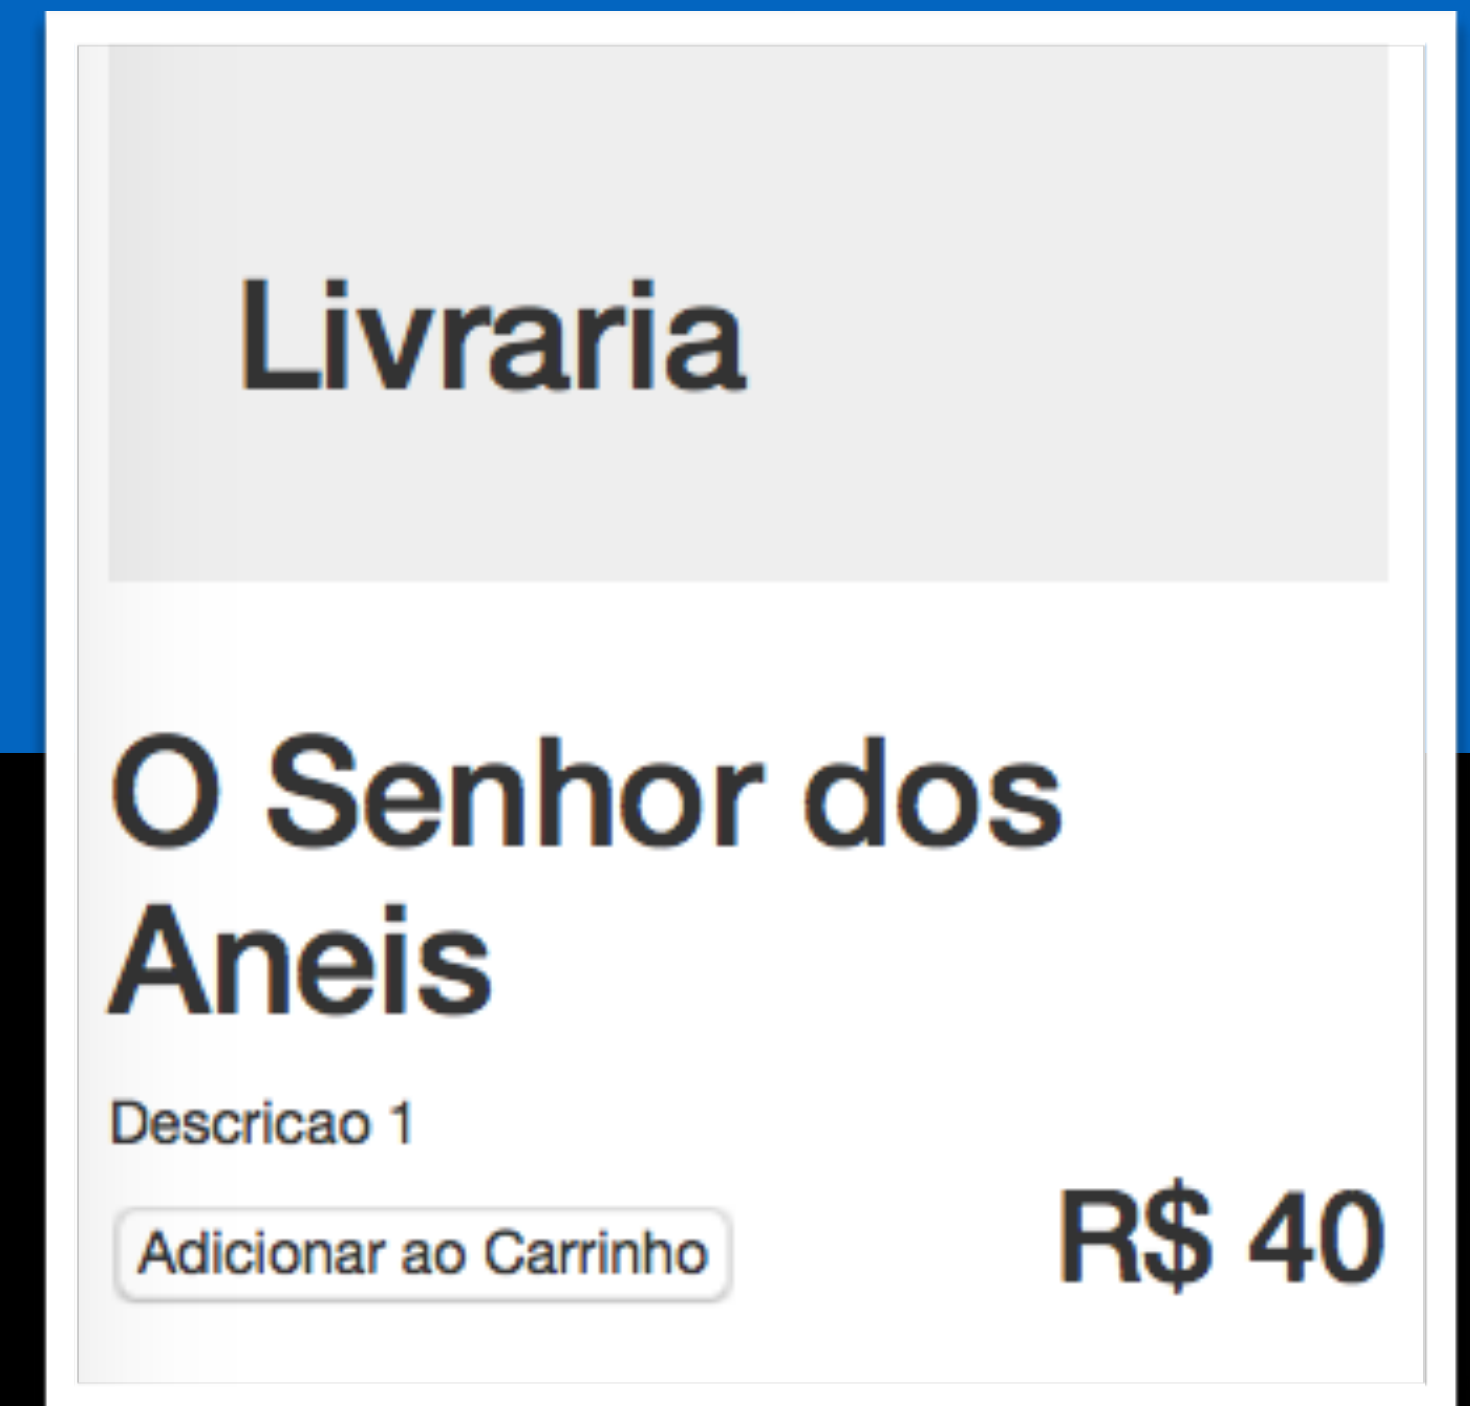 Livraria
O Senhor dos
Aneis
Descricao 1
Adicionar ao Carrinho
R$ 40